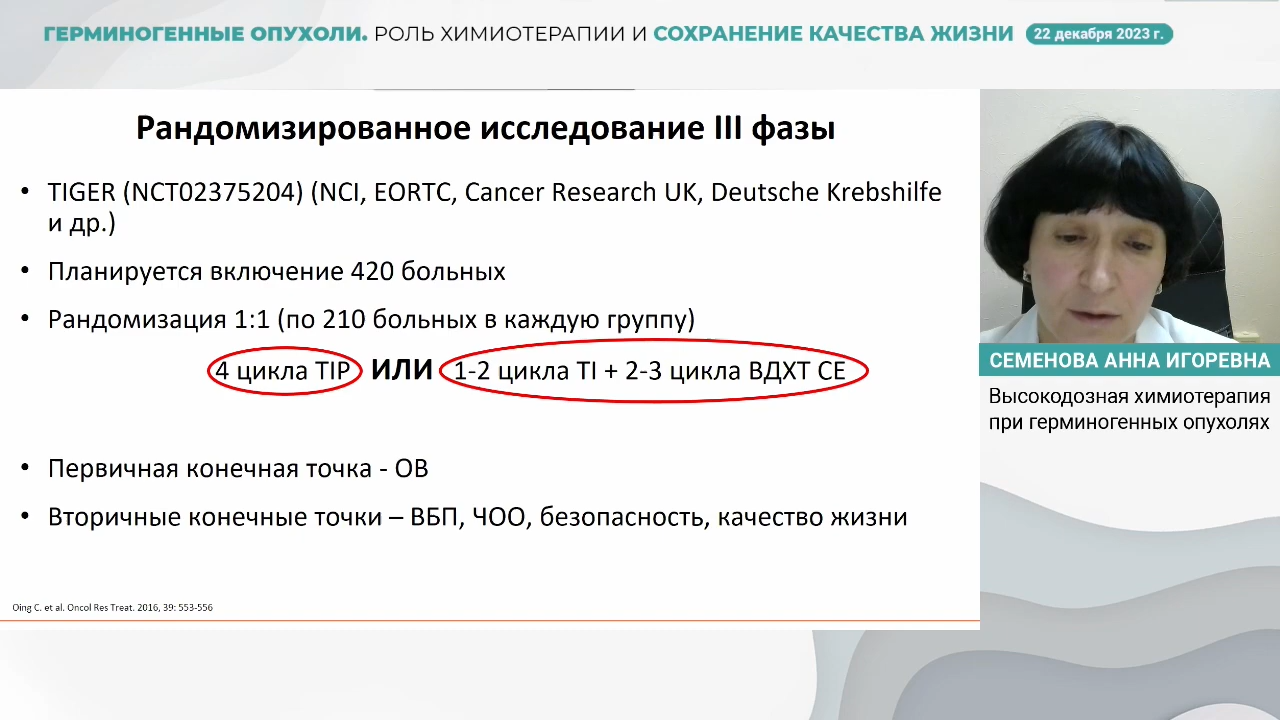 ГЕРМИНОГЕННЫЕ ОПУХОЛИ. РОЛЬ ХИМИОТЕРАПИИ И СОХРАНЕНИЕ КАЧЕСТВА ЖИЗНИ 22 декабря 2023 г.
Рандомизированное исследование III фазы
• TIGER (NCT02375204) (NCI, EORTC, Cancer Research UK, Deutsche Krebshilfe
и др.)
• Планируется включение 420 больных
• Рандомизация 1:1 (по 210 больных в каждую группу)
4 цикла TIP ИЛИ 1-2 цикла TI + 2-3 цикла ВДХТ СЕ
• Первичная конечная точка - ОВ
• Вторичные конечные точки – ВБП, ЧОО, безопасность, качество жизни
Oing C. et al. Oncol Res Treat. 2016, 39: 553-556
СЕМЕНОВА АННА ИГОРЕВНА
Высокодозная химиотерапия
при герминогенных опухолях